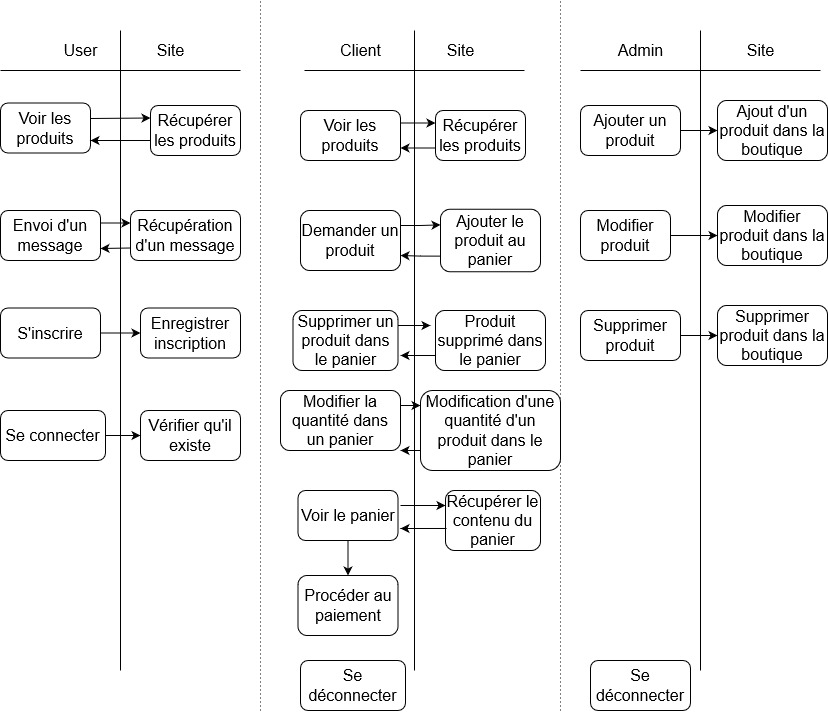 User
Site
Voir les
produits
Récupérer
les produits
Envoi d'un
message
Récupération
d'un message
S'inscrire
Enregistrer
inscription
Se connecter
Vérifier qu'il
existe
Client
Site
Voir les
produits
Récupérer
les produits
Demander un
produit
Ajouter le
produit au
panier
Supprimer un
produit dans
le panier
Produit
supprimé dans
le panier
Modifier la
quantité dans
un panier
Modification d'une
quantité d'un
produit dans le
panier
Voir le panier
Récupérer le
contenu du
panier
Procéder au
paiement
Se
déconnecter
Admin
Site
Ajouter un
produit
Ajout d'un
produit dans la
boutique
Modifier
produit
Modifier
produit dans la
boutique
Supprimer
produit
Supprimer
produit dans la
boutique
Se
déconnecter